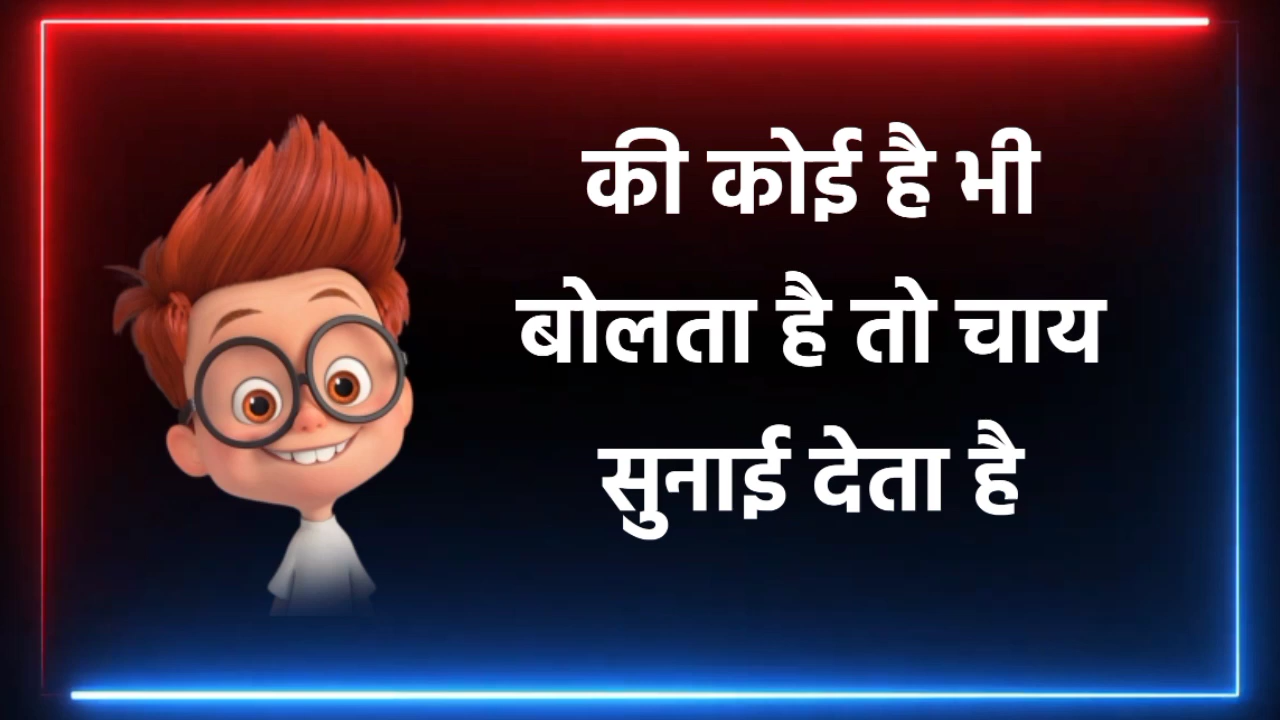 की कोई है भी
बोलता है तो चाय
सुनाई देता है